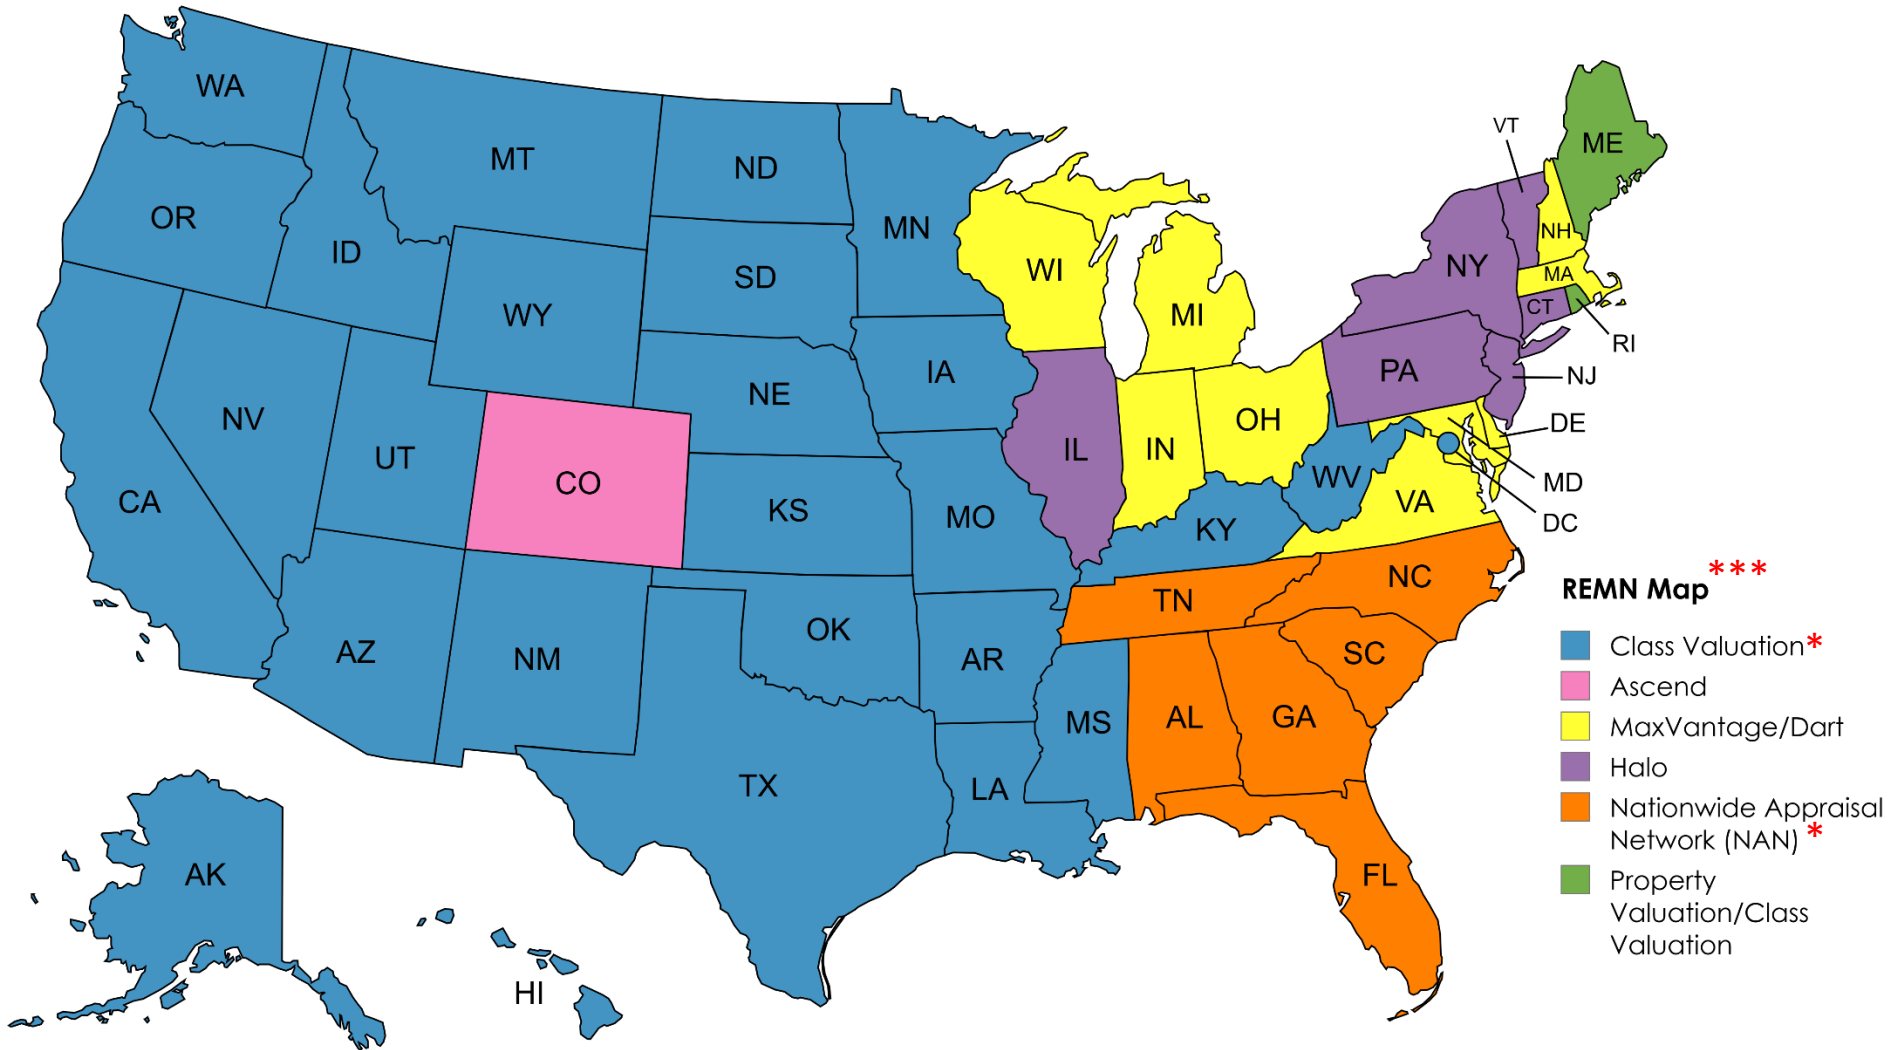 WA
MT
ND
MN
VT
ME
OR
ID
SD
WI
NY
NH
MA
WY
MI
CT
RI
IA
PA
NJ
NE
NV
OH
DE
UT
CO
IL
IN
WV
MD
CA
KS
MO
KY
VA
DC
TN
NC
REMN Map***
AZ
NM
OK
AR
SC
Class Valuation*
Ascend
MS
AL
GA
MaxVantage/Dart
TX
LA
Halo
Nationwide Appraisal
Network (NAN) *
AK
FL
Property
Valuation/Class
Valuation
HI